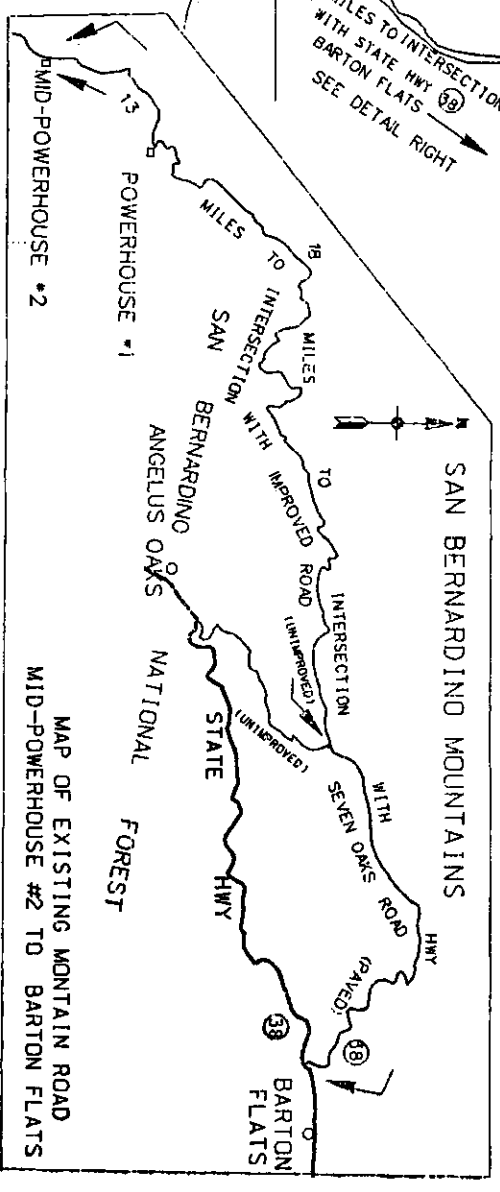 MILES TO INTERSECTION
WITH STATE HWY 38
BARTON FLATS
SEE DETAIL RIGHT
SAN BERNARDINO MOUNTAINS
13 MILES TO INTERSECTION WITH IMPROVED ROAD
18 MILES TO INTERSECTION WITH HWY 38
MID-POWERHOUSE #2
POWERHOUSE #1
SAN BERNARDINO NATIONAL FOREST
ANGELUS OAKS
(UNIMPROVED)
(UNIMPROVED)
SEVEN OAKS ROAD
(PAVED)
STATE HWY 38
BARTON
FLATS
MAP OF EXISTING MONTAIN ROAD
MID-POWERHOUSE #2 TO BARTON FLATS